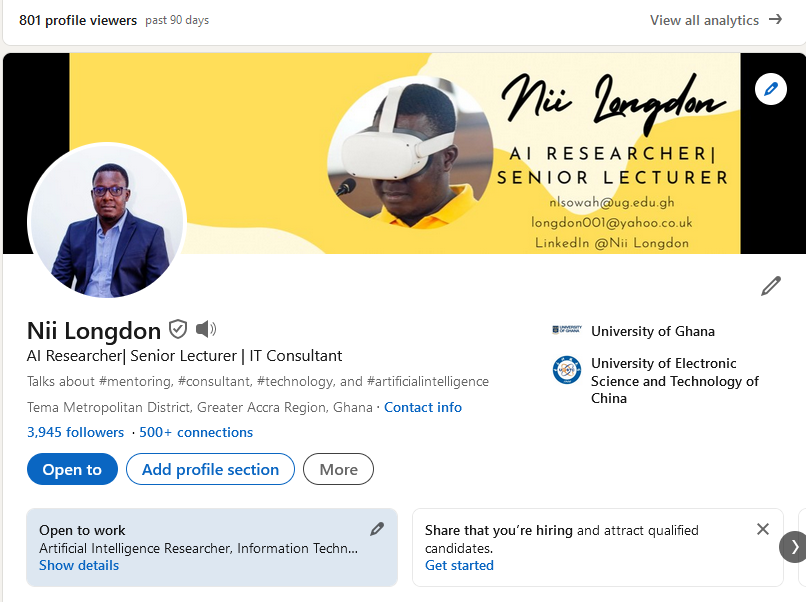 801 profile viewers past 90 days
View all analytics
Nii Longdon
AI RESEARCHER|
SENIOR LECTURER
nlsowah@ug.edu.gh
longdon001@yahoo.co.uk
LinkedIn @Nii Longdon
Nii Longdon
AI Researcher| Senior Lecturer | IT Consultant
Talks about #mentoring, #consultant, #technology, and #artificialintelligence
Tema Metropolitan District, Greater Accra Region, Ghana · Contact info
3,945 followers · 500+ connections
UNIVERSITY OF GHANA
University of Ghana
University of Electronic
Science and Technology of
China
Open to
Add profile section
More
Open to work
Artificial Intelligence Researcher, Information Techn...
Show details
Share that you're hiring and attract qualified
candidates.
Get started